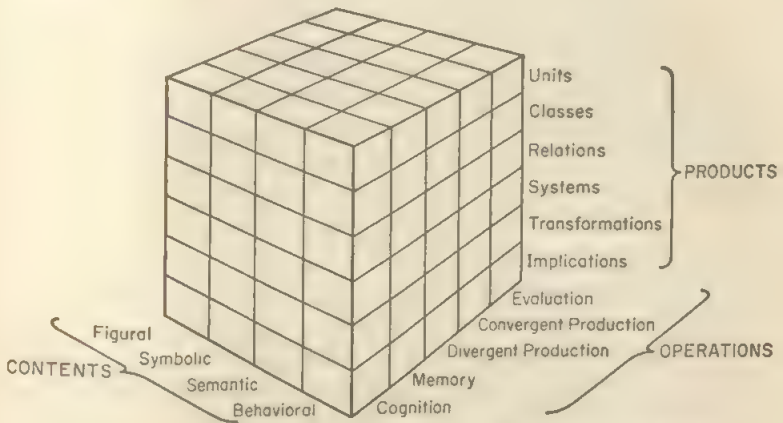 Units
Classes
Relations
PRODUCTS
Systems
Transformations
Implications
Evaluation
Convergent Production
Divergent Production
OPERATIONS
Memory
Cognition
Figural
Symbolic
CONTENTS
Semantic
Behavioral